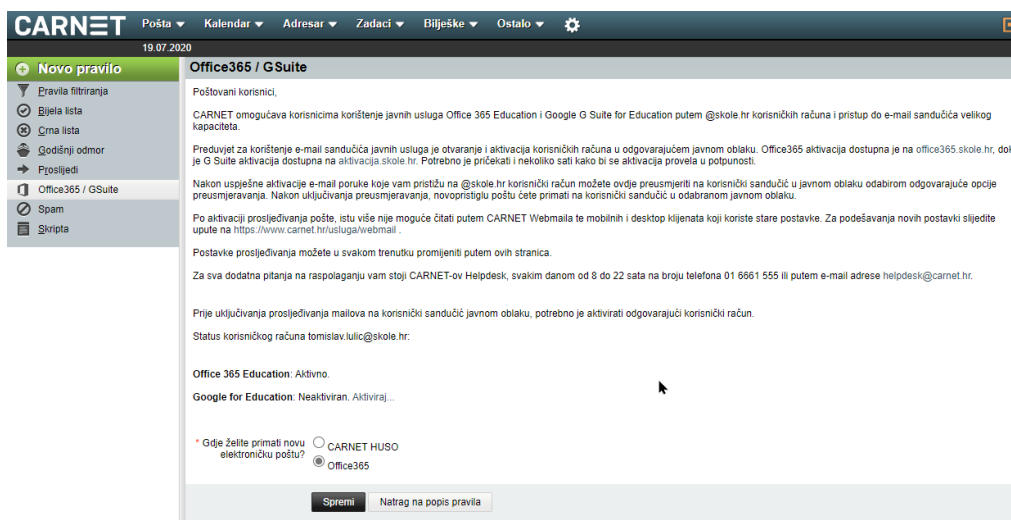 CARNET Pošta Kalendar Adresar Zadaci Bilješke Ostalo
19.07.2020
Novo pravilo
Pravila filtriranja
Bijela lista
Crna lista
Godišnji odmor
Proslijedi
Office365 / GSuite
Spam
Skripta
Office365 / GSuite
Poštovani korisnici,
CARNET omogućava korisnicima korištenje javnih usluga Office 365 Education i Google G Suite for Education putem @skole.hr korisničkih računa i pristup do e-mail sandučića velikog
kapaciteta.
Preduvjet za korištenje e-mail sandučića javnih usluga je otvaranje i aktivacija korisničkih računa u odgovarajućem javnom oblaku. Office365 aktivacija dostupna je na office365.skole.hr, dok
je G Suite aktivacija dostupna na aktivacija.skole.hr. Potrebno je pričekati i nekoliko sati kako bi se aktivacija provela u potpunosti.
Nakon uspješne aktivacije e-mail poruke koje vam pristižu na @skole.hr korisnički račun možete ovdje preusmjeriti na korisnički sandučić u javnom oblaku odabirom odgovarajuće opcije
preusmjeravanja. Nakon uključivanja preusmjeravanja, novopristiglu poštu ćete primati na korisnički sandučić u odabranom javnom oblaku.
Po aktivaciji prosljeđivanja pošte, istu više nije moguće čitati putem CARNET Webmaila te mobilnih i desktop klijenata koji koriste stare postavke. Za podešavanja novih postavki slijedite
upute na https://www.carnet.hr/usluga/webmail .
Postavke prosljeđivanja možete u svakom trenutku promijeniti putem ovih stranica.
Za sva dodatna pitanja na raspolaganju vam stoji CARNET-ov Helpdesk, svakim danom od 8 do 22 sata na broju telefona 01 6661 555 ili putem e-mail adrese helpdesk@carnet.hr.
Prije uključivanja prosljeđivanja mailova na korisnički sandučić javnom oblaku, potrebno je aktivirati odgovarajući korisnički račun.
Status korisničkog računa tomislav.lulic@skole.hr:
Office 365 Education: Aktivno.
Google for Education: Neaktiviran. Aktiviraj...
* Gdje želite primati novu
elektroničku poštu?
CARNET HUSO
Office365
Spremi Natrag na popis pravila